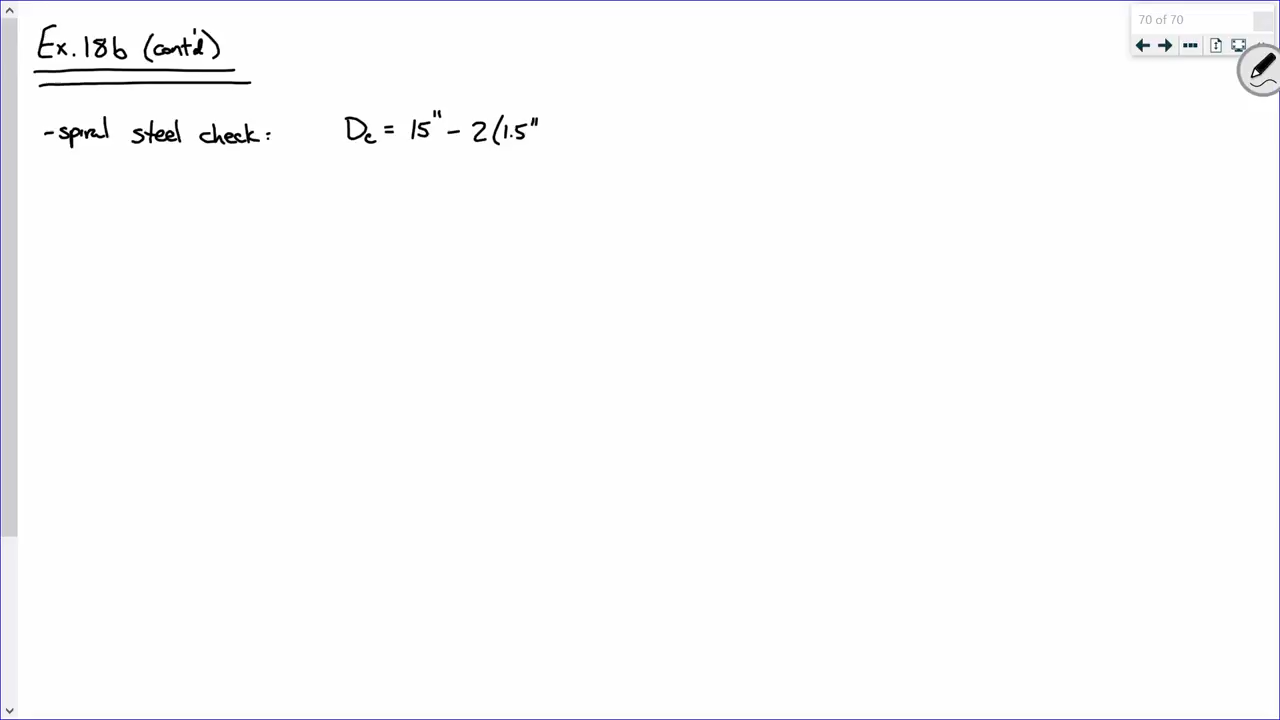 70 of 70
Ex. 18b (cont'd)
- spiral steel check: Dc = 15" - 2(1.5"